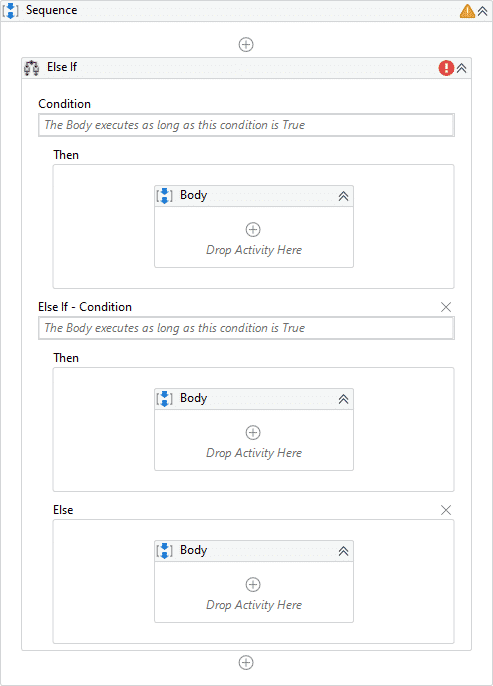 Sequence
Else If
Condition
The Body executes as long as this condition is True
Then
Body
Drop Activity Here
Else If - Condition
The Body executes as long as this condition is True
Then
Body
Drop Activity Here
Else
Body
Drop Activity Here